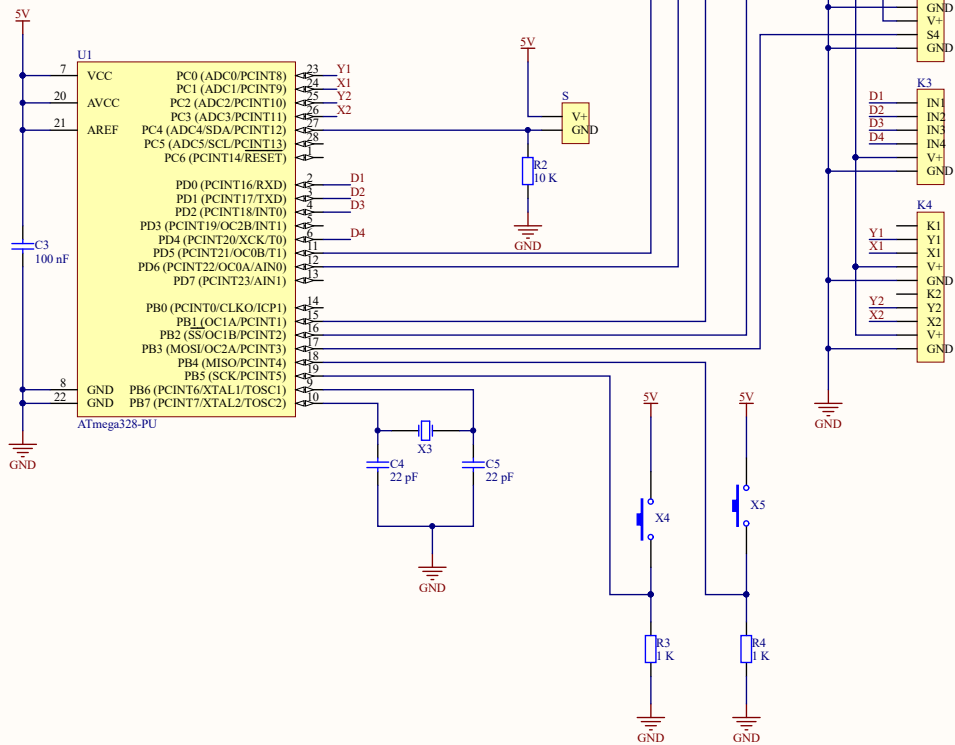 5V
U1
7 VCC
20 AVCC
21 AREF
8 GND
22 GND
PC0 (ADC0/PCINT8) 23 Y1
PC1 (ADC1/PCINT9) 24 X1
PC2 (ADC2/PCINT10) 25 Y2
PC3 (ADC3/PCINT11) 26 X2
PC4 (ADC4/SDA/PCINT12) 27
PC5 (ADC5/SCL/PCINT13) 28
PC6 (PCINT14/RESET) 1
PD0 (PCINT16/RXD) 2 D1
PD1 (PCINT17/TXD) 3 D2
PD2 (PCINT18/INT0) 4 D3
PD3 (PCINT19/OC2B/INT1) 5
PD4 (PCINT20/XCK/T0) 6 D4
PD5 (PCINT21/OC0B/T1) 11
PD6 (PCINT22/OC0A/AIN0) 12
PD7 (PCINT23/AIN1) 13
PB0 (PCINT0/CLKO/ICP1) 14
PB1 (OC1A/PCINT1) 15
PB2 (SS/OC1B/PCINT2) 16
PB3 (MOSI/OC2A/PCINT3) 17
PB4 (MISO/PCINT4) 18
PB5 (SCK/PCINT5) 19
PB6 (PCINT6/XTAL1/TOSC1) 9
PB7 (PCINT7/XTAL2/TOSC2) 10
ATmega328-PU
C3
100 nF
GND
5V
S
V+
GND
R2
10 K
GND
X3
C4
22 pF
C5
22 pF
GND
5V
X4
R3
1 K
GND
5V
X5
R4
1 K
GND
GND
V+
S4
GND
K3
D1 IN1
D2 IN2
D3 IN3
D4 IN4
V+
GND
K4
K1
Y1 Y1
X1 X1
V+
GND
K2
Y2 Y2
X2 X2
V+
GND
GND